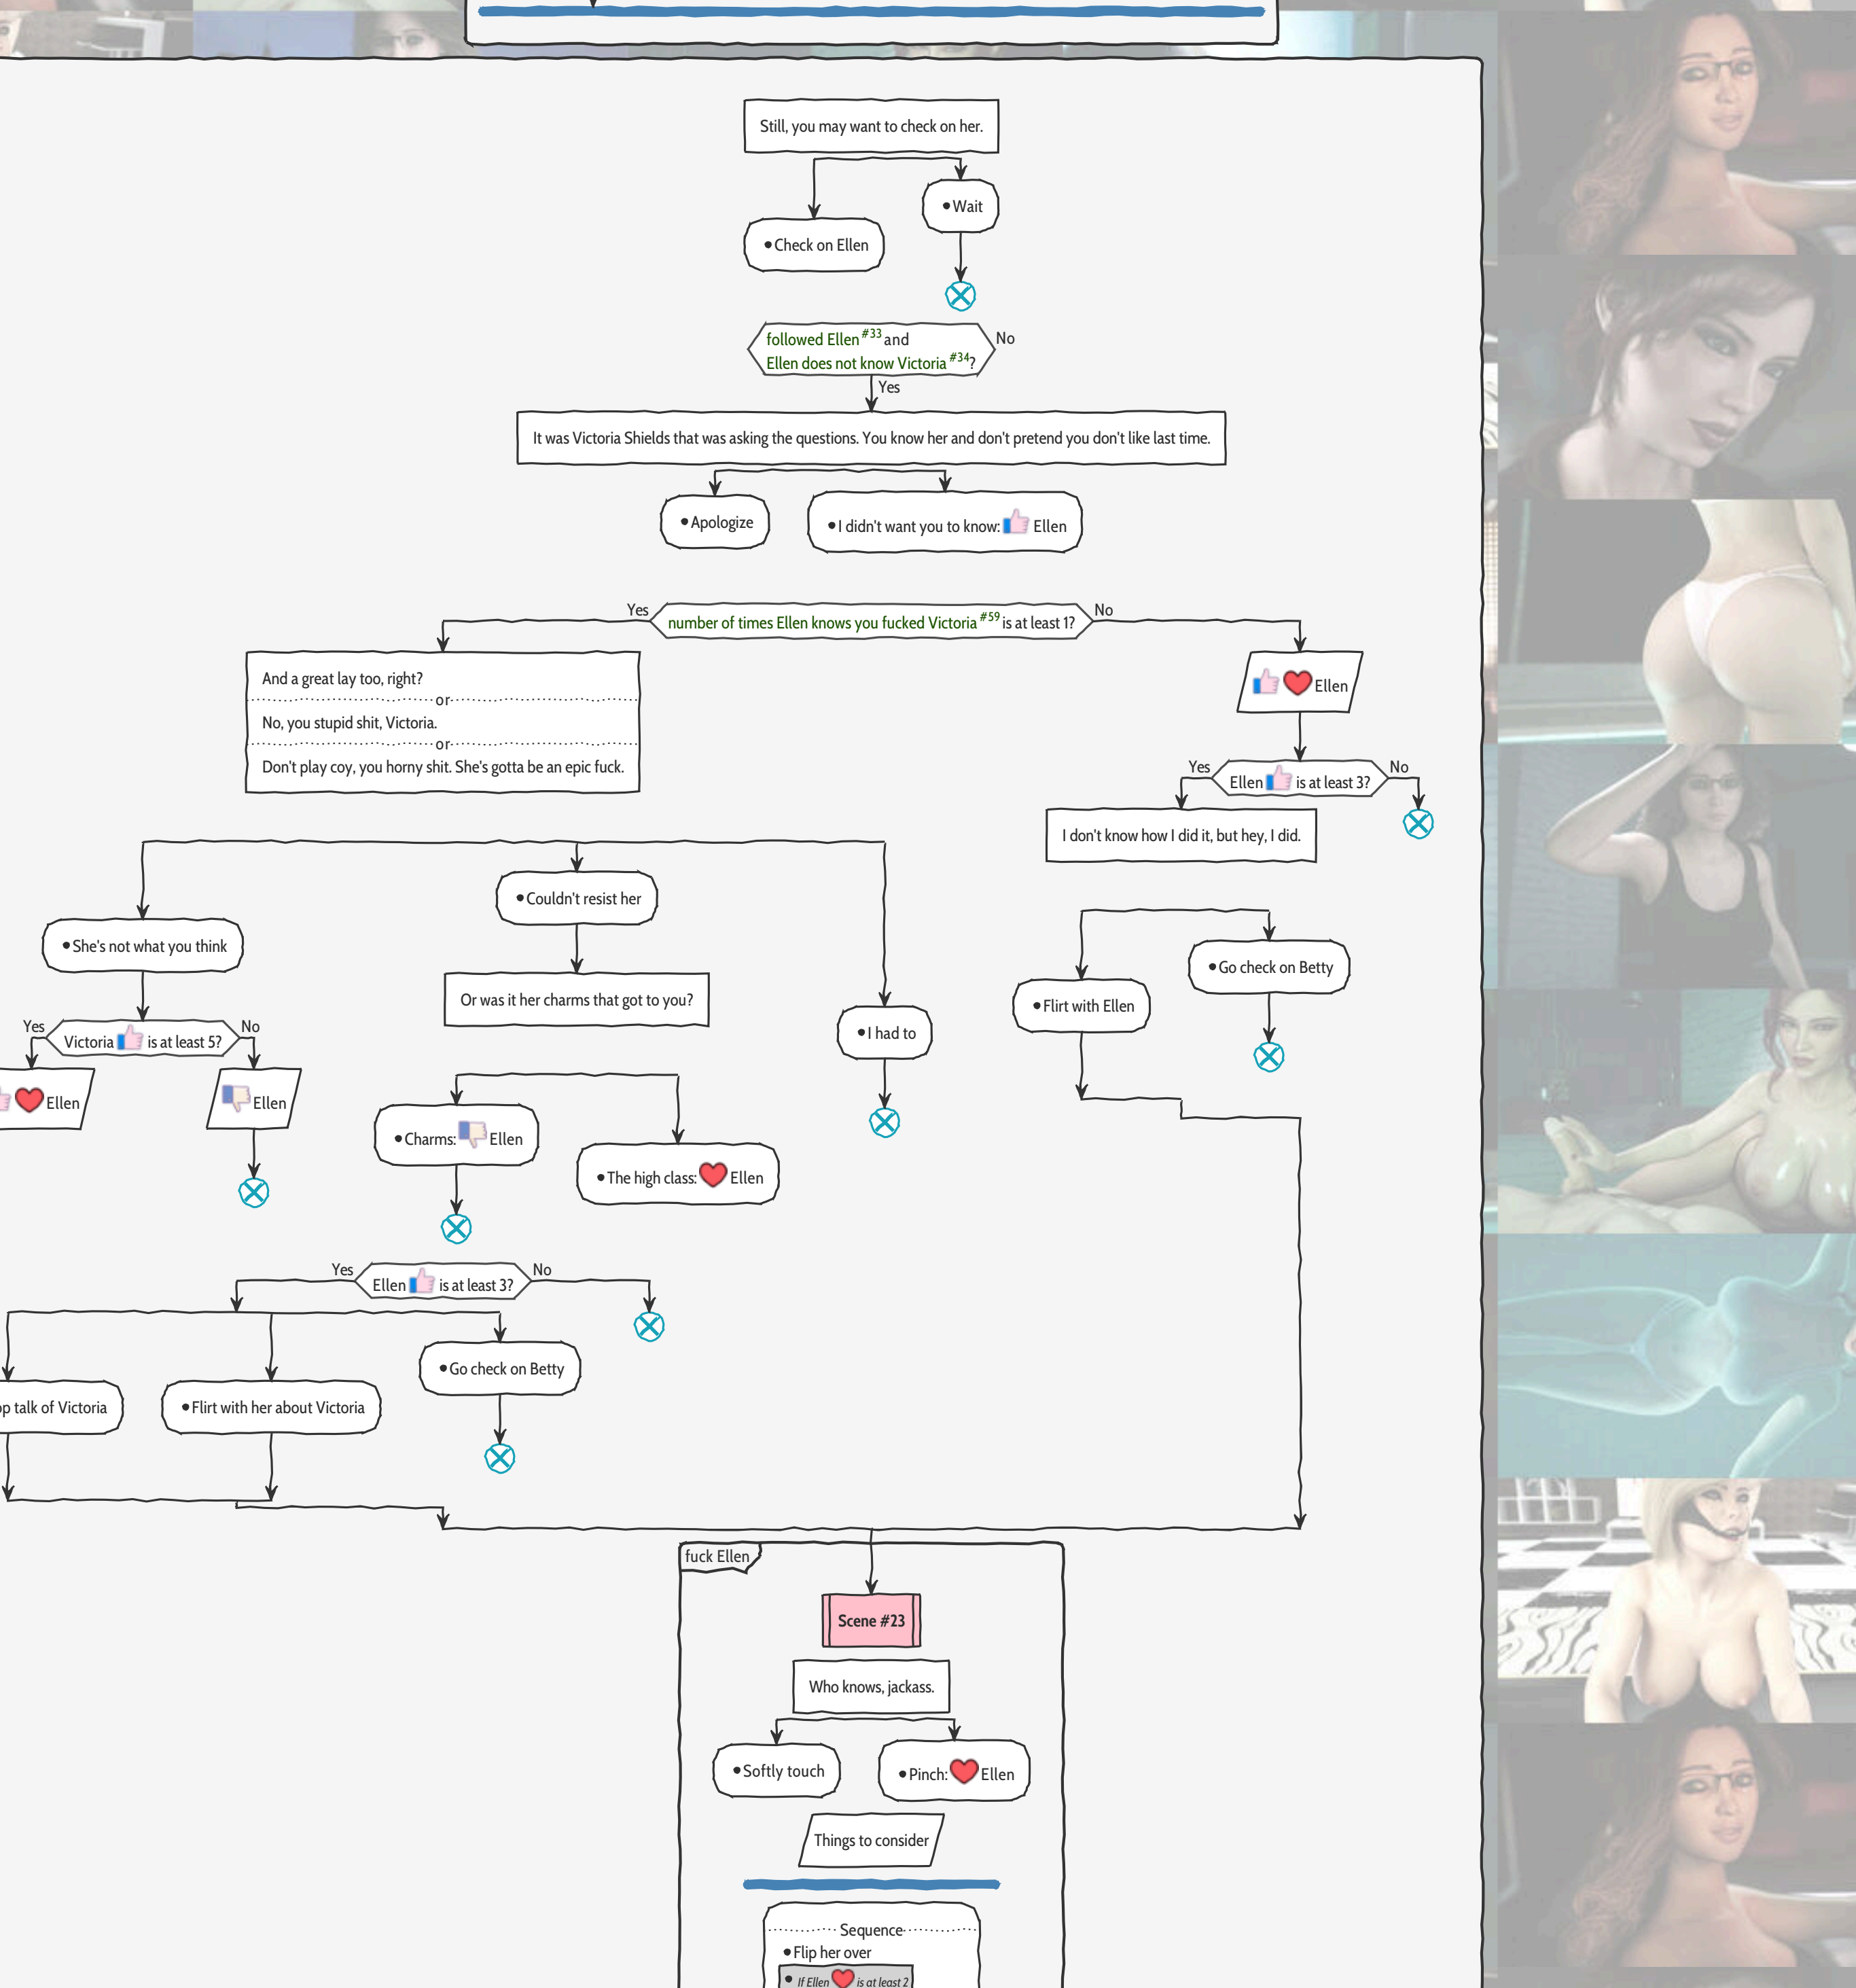 Still, you may want to check on her.
Wait
Check on Ellen
followed Ellen #33 and
Ellen does not know Victoria #34?
No
Yes
It was Victoria Shields that was asking the questions. You know her and don't pretend you don't like last time.
Apologize
I didn't want you to know: Ellen
Yes
number of times Ellen knows you fucked Victoria #59 is at least 1?
No
And a great lay too, right?
or
No, you stupid shit, Victoria.
or
Don't play coy, you horny shit. She's gotta be an epic fuck.
Ellen
Yes
Ellen is at least 3?
No
I don't know how I did it, but hey, I did.
Couldn't resist her
She's not what you think
Go check on Betty
Or was it her charms that got to you?
Flirt with Ellen
I had to
Yes
Victoria is at least 5?
No
Ellen
Ellen
Charms: Ellen
The high class: Ellen
Yes
Ellen is at least 3?
No
Go check on Betty
talk of Victoria
Flirt with her about Victoria
fuck Ellen
Scene #23
Who knows, jackass.
Softly touch
Pinch: Ellen
Things to consider
Sequence
Flip her over
If Ellen is at least 2